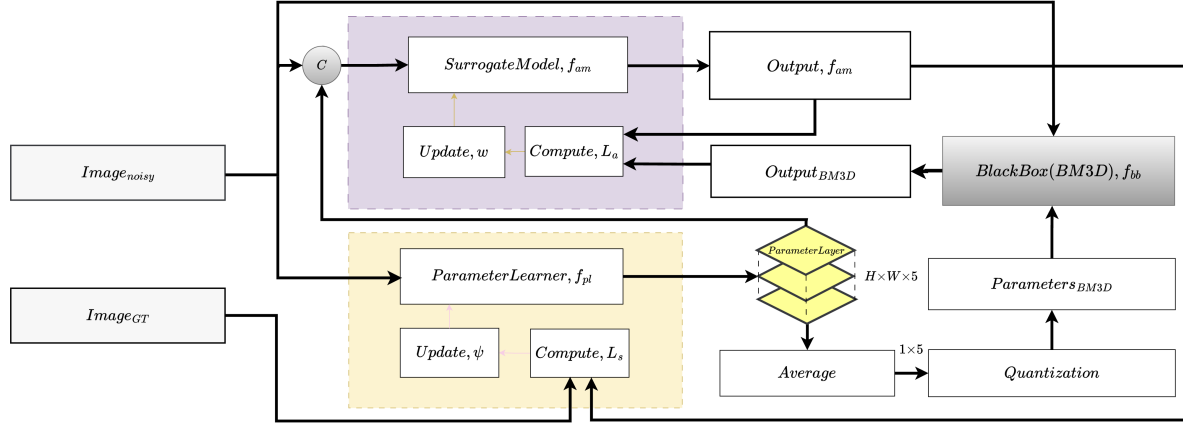 C
SurrogateModel, f_am
Output, f_am
Update, w
Compute, L_a
Image_noisy
Output_BM3D
BlackBox(BM3D), f_bb
ParameterLayer
ParameterLearner, f_pl
H×W×5
Parameters_BM3D
Image_GT
Update, ψ
Compute, L_s
Average
1×5
Quantization